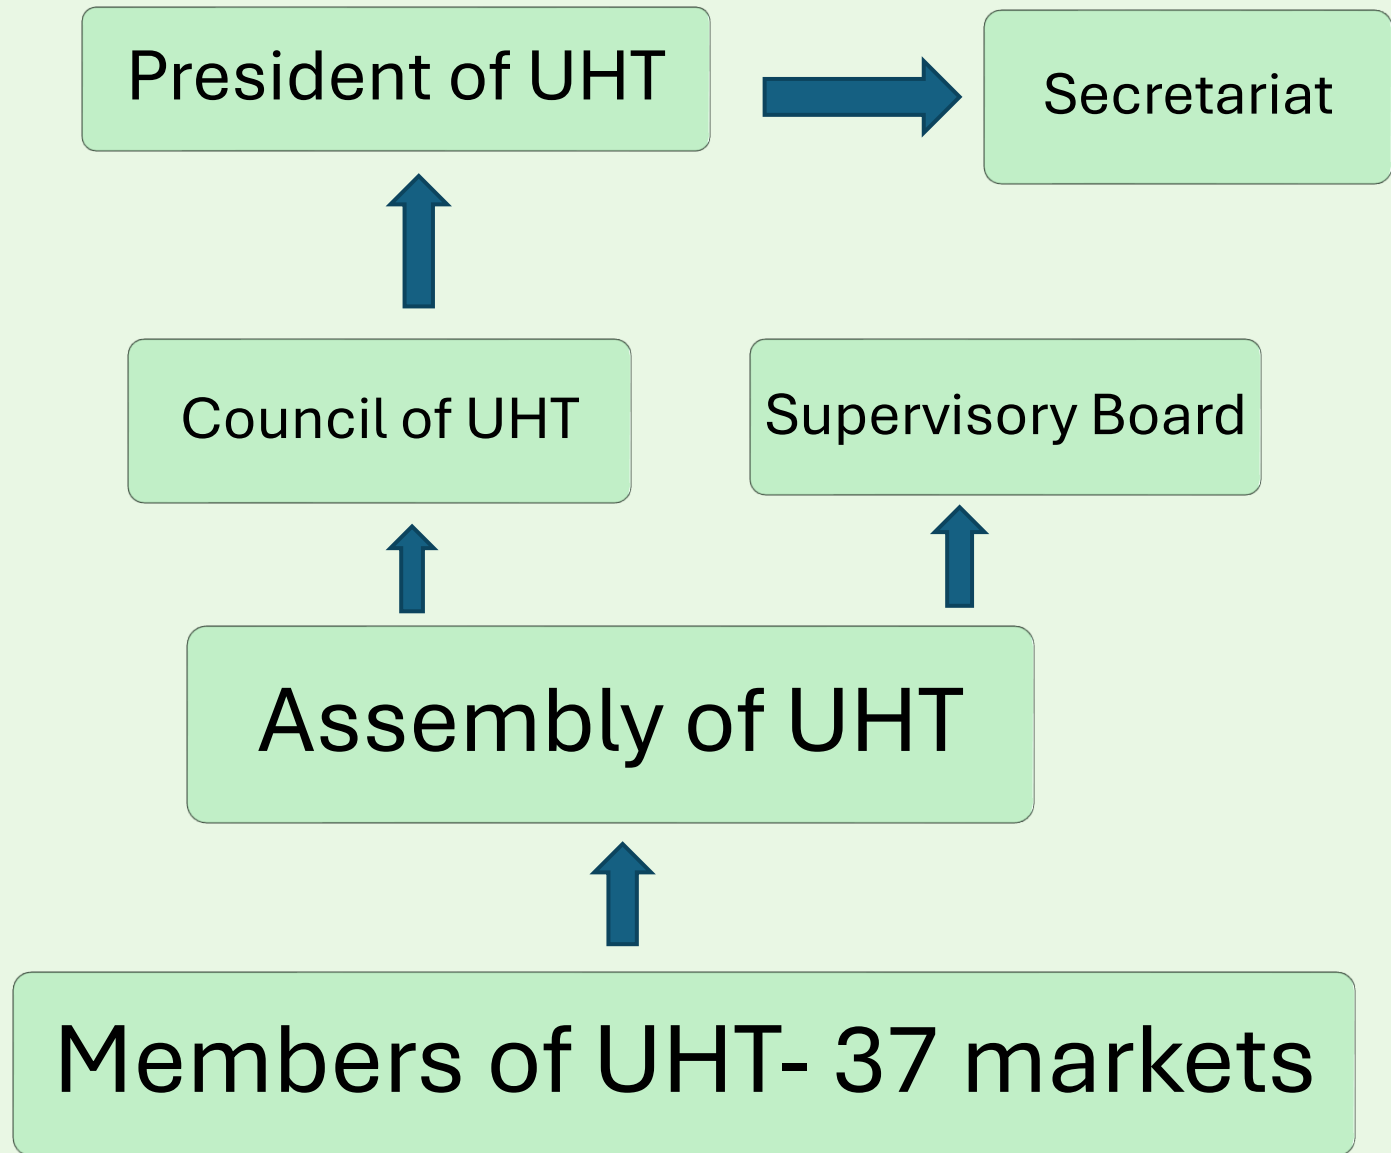 President of UHT
Secretariat
Council of UHT
Supervisory Board
Assembly of UHT
Members of UHT- 37 markets